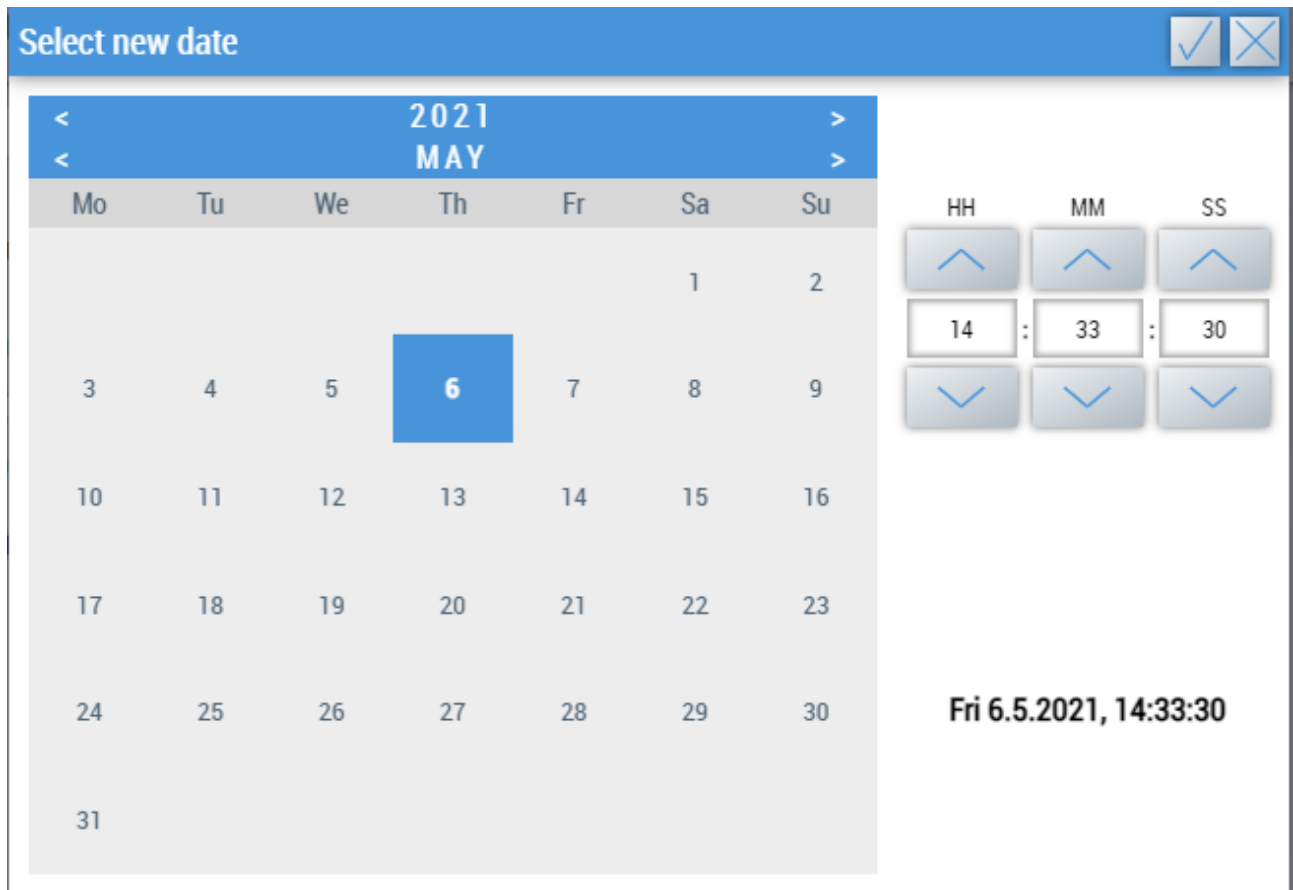 Select new date
< 2021 >
< MAY >
Mo Tu We Th Fr Sa Su
1 2
3 4 5 6 7 8 9
10 11 12 13 14 15 16
17 18 19 20 21 22 23
24 25 26 27 28 29 30
31
HH MM SS
14 : 33 : 30
Fri 6.5.2021, 14:33:30